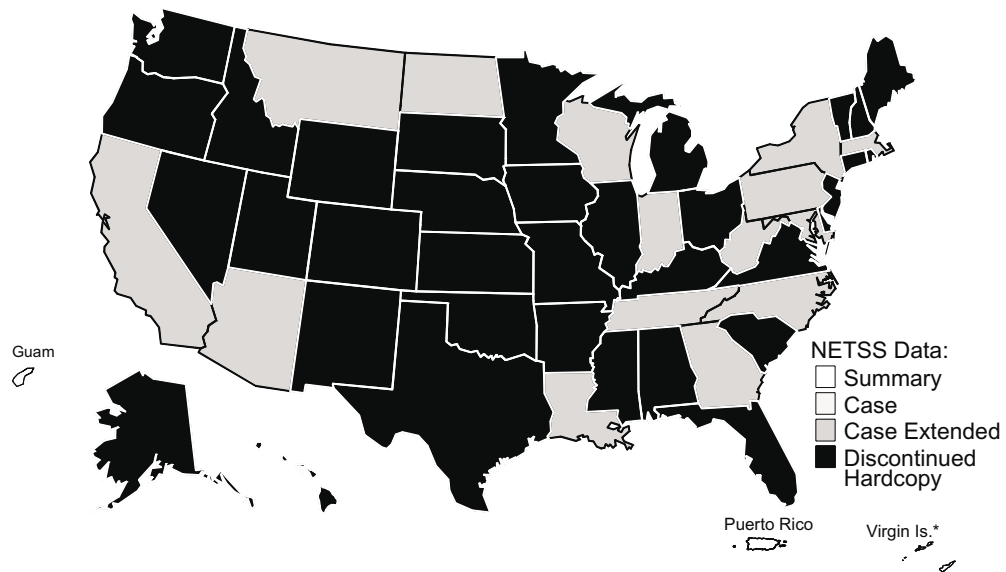 Guam
NETSS Data:
Summary
Case
Case Extended
Discontinued
Hardcopy
Puerto Rico
Virgin Is.*